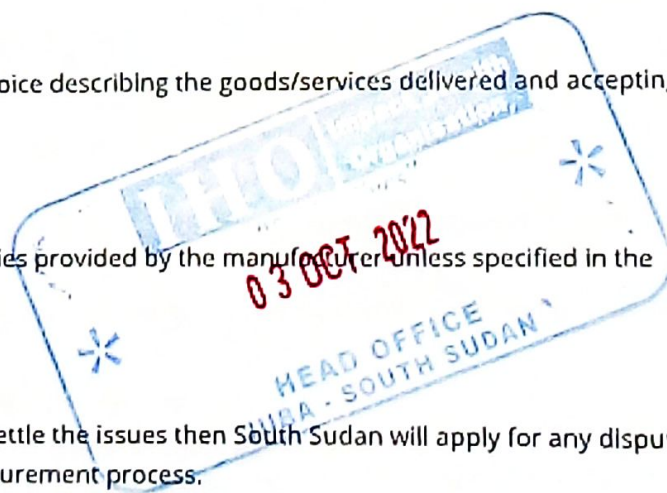 oice describing the goods/services delivered and accepting
IHO
ies provided by the manufacturer unless specified in the
03 OCT 2022
HEAD OFFICE
JUBA - SOUTH SUDAN
ettle the issues then South Sudan will apply for any dispu
urement process.